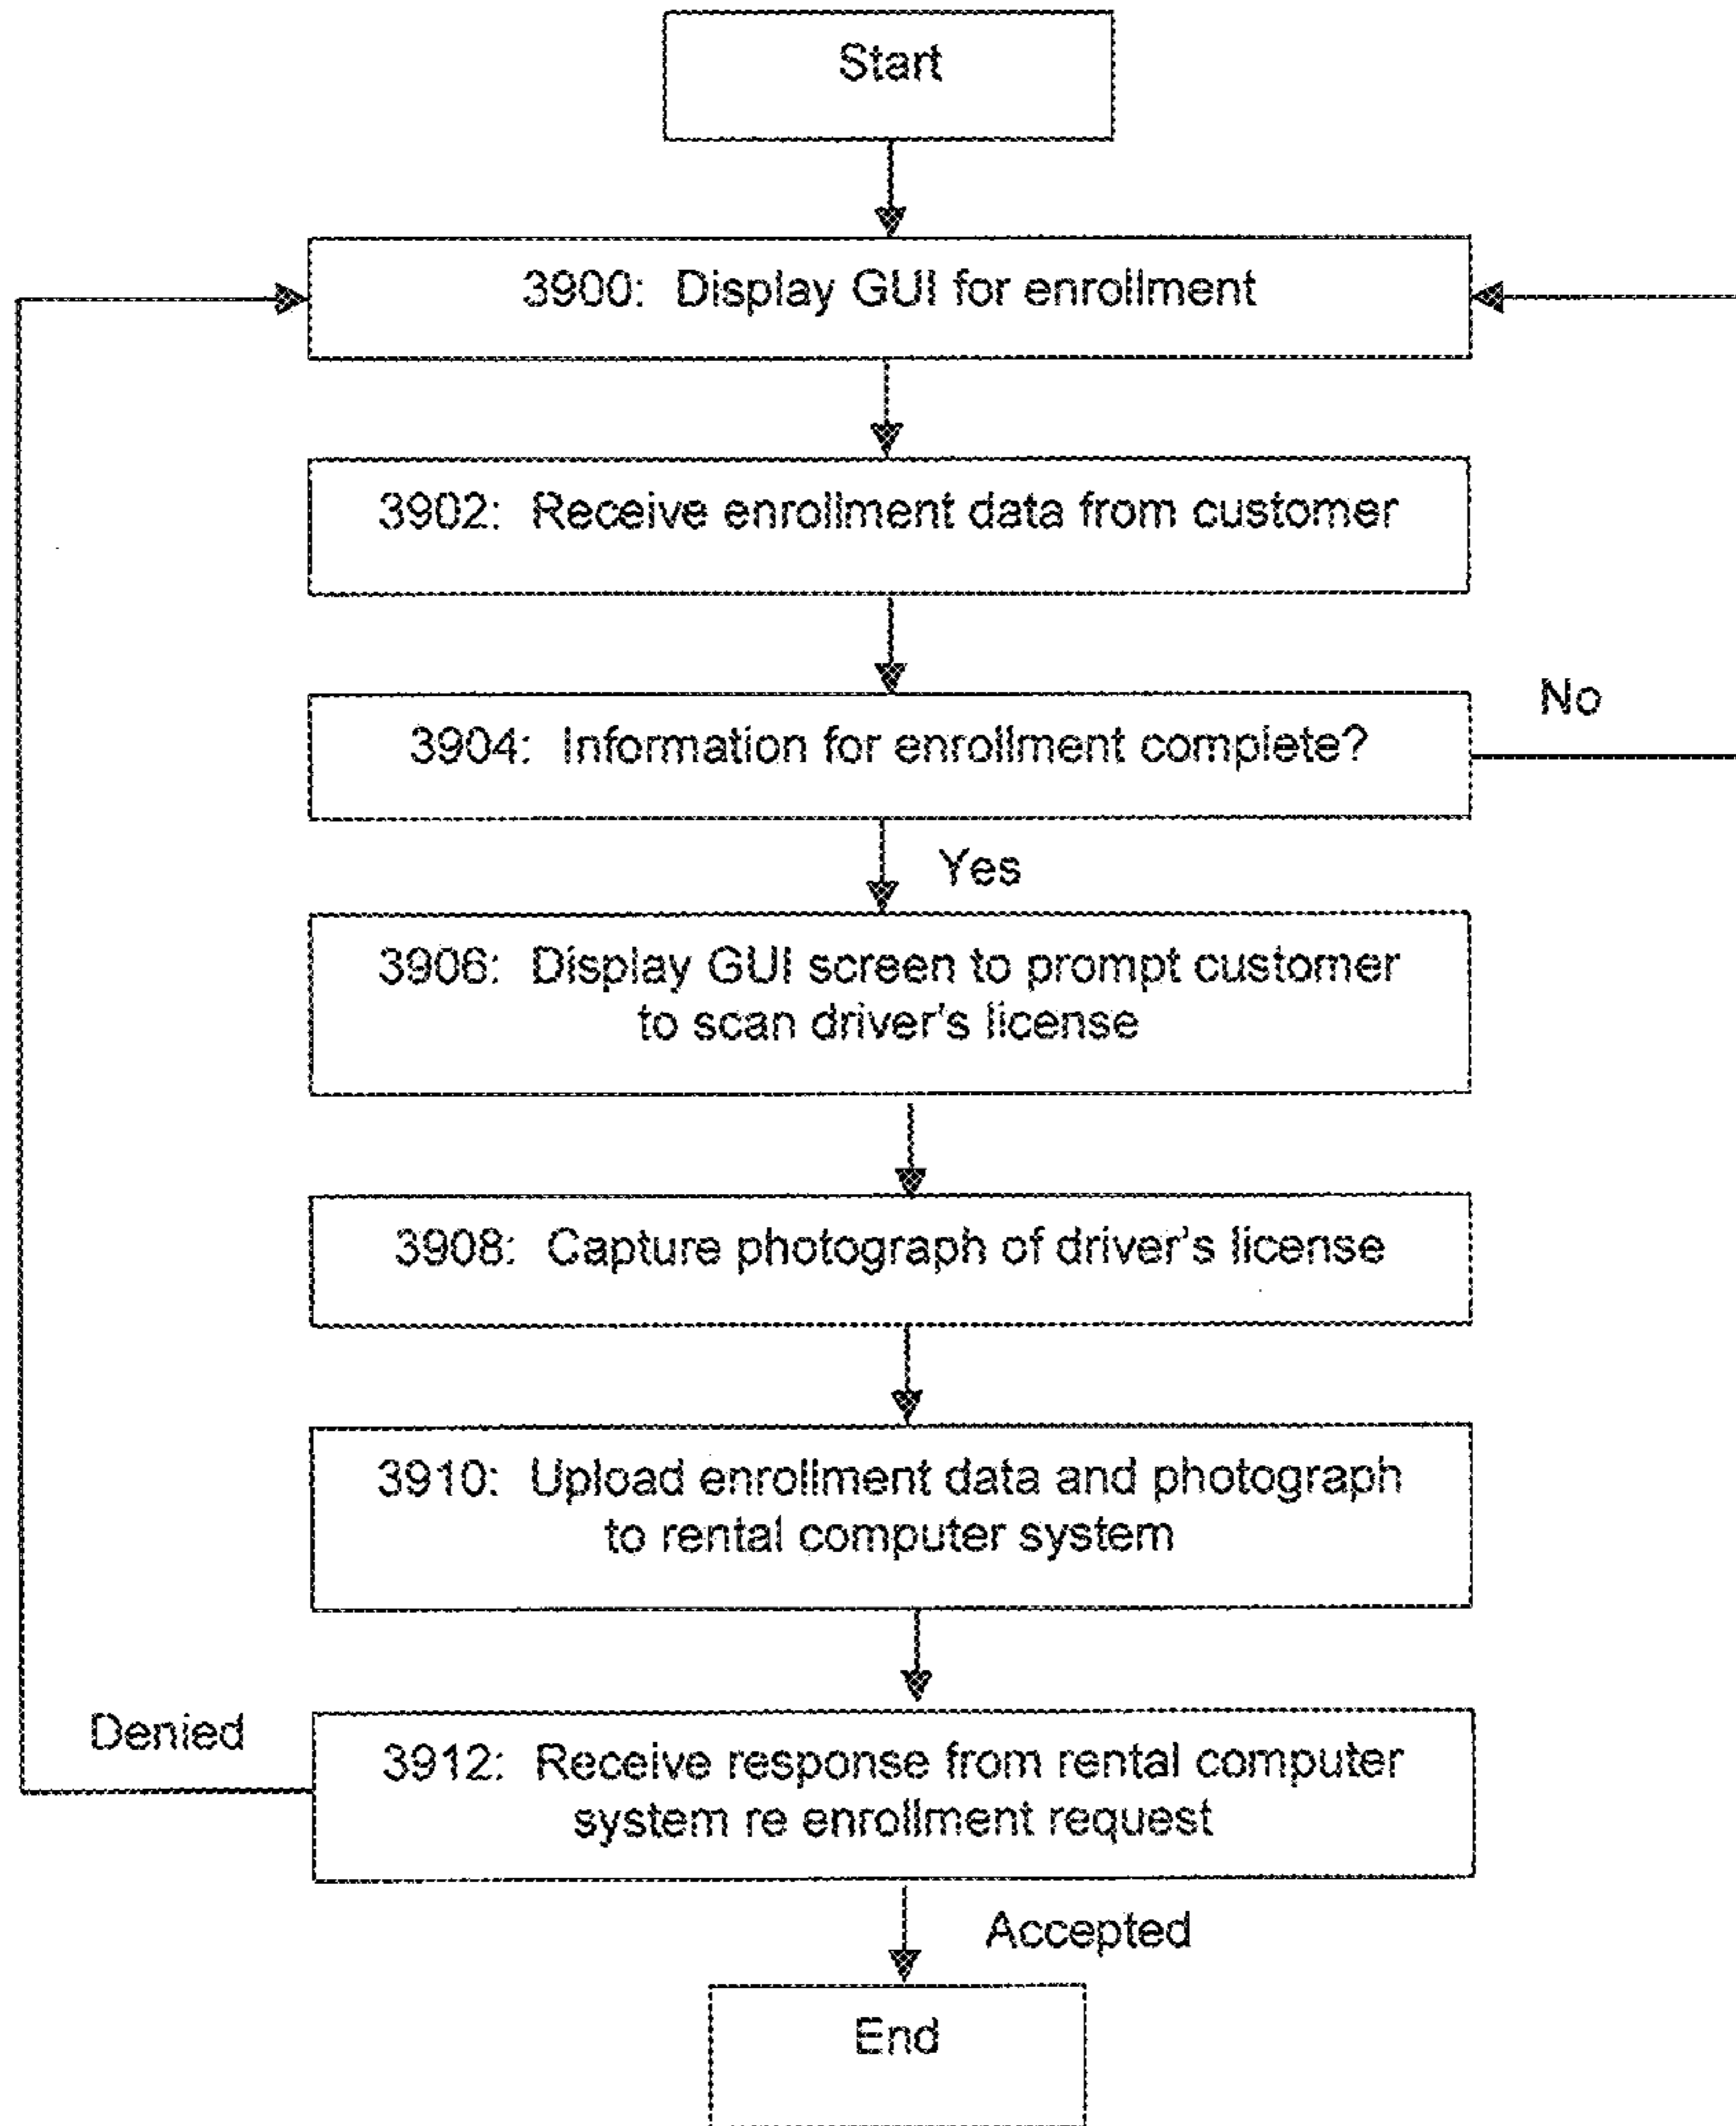 Start
3900: Display GUI for enrollment
3902: Receive enrollment data from customer
3904: Information for enrollment complete?
No
Yes
3906: Display GUI screen to prompt customer
to scan driver's license
3908: Capture photograph of driver's license
3910: Upload enrollment data and photograph
to rental computer system
Denied
3912: Receive response from rental computer
system re enrollment request
Accepted
End